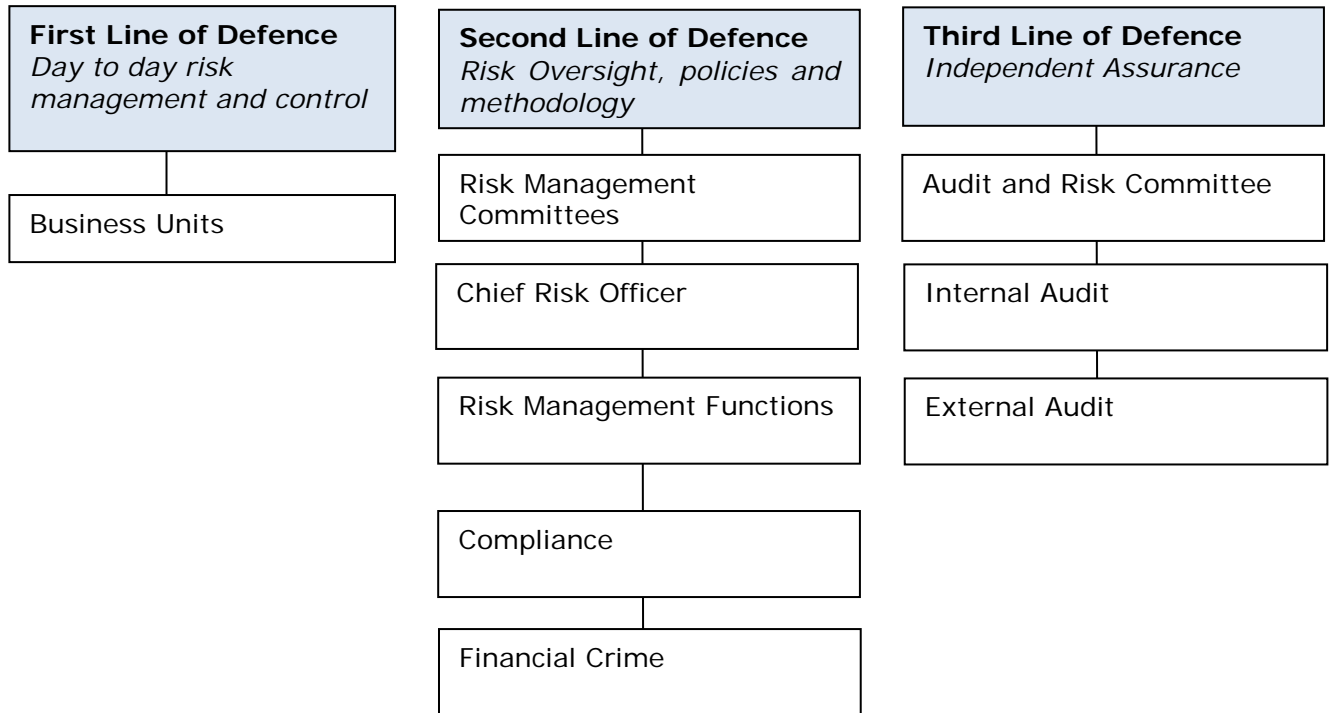 First Line of Defence
Day to day risk
management and control
Business Units
Second Line of Defence
Risk Oversight, policies and
methodology
Risk Management
Committees
Chief Risk Officer
Risk Management Functions
Compliance
Financial Crime
Third Line of Defence
Independent Assurance
Audit and Risk Committee
Internal Audit
External Audit